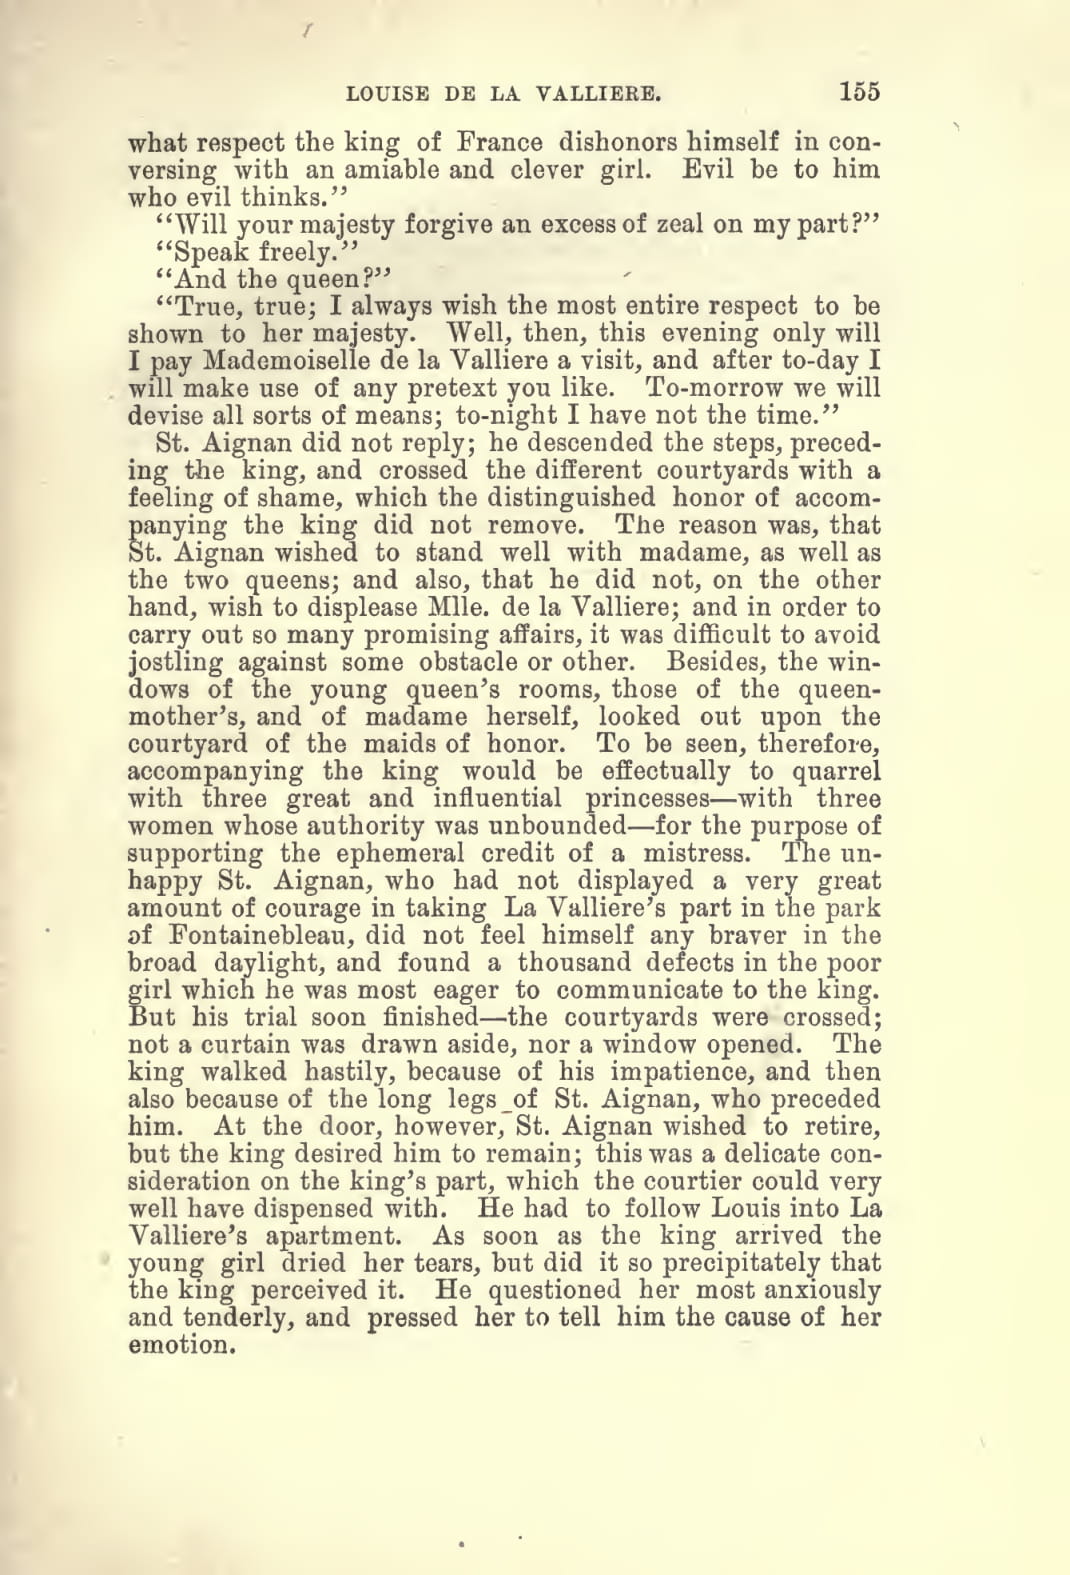 LOUISE DE LA VALLIERE. 155
what respect the king of France dishonors himself in con-
versing with an amiable and clever girl. Evil be to him
who evil thinks."
"Will your majesty forgive an excess of zeal on my part?"
"Speak freely."
"And the queen?"
"True, true; I always wish the most entire respect to be
shown to her majesty. Well, then, this evening only will
I pay Mademoiselle de la Valliere a visit, and after to-day I
will make use of any pretext you like. To-morrow we will
devise all sorts of means; to-night I have not the time."
St. Aignan did not reply; he descended the steps, preced-
ing the king, and crossed the different courtyards with a
feeling of shame, which the distinguished honor of accom-
panying the king did not remove. The reason was, that
St. Aignan wished to stand well with madame, as well as
the two queens; and also, that he did not, on the other
hand, wish to displease Mlle. de la Valliere; and in order to
carry out so many promising affairs, it was difficult to avoid
jostling against some obstacle or other. Besides, the win-
dows of the young queen's rooms, those of the queen-
mother's, and of madame herself, looked out upon the
courtyard of the maids of honor. To be seen, therefore,
accompanying the king would be effectually to quarrel
with three great and influential princesses—with three
women whose authority was unbounded—for the purpose of
supporting the ephemeral credit of a mistress. The un-
happy St. Aignan, who had not displayed a very great
amount of courage in taking La Valliere's part in the park
of Fontainebleau, did not feel himself any braver in the
broad daylight, and found a thousand defects in the poor
girl which he was most eager to communicate to the king.
But his trial soon finished—the courtyards were crossed;
not a curtain was drawn aside, nor a window opened. The
king walked hastily, because of his impatience, and then
also because of the long legs of St. Aignan, who preceded
him. At the door, however, St. Aignan wished to retire,
but the king desired him to remain; this was a delicate con-
sideration on the king's part, which the courtier could very
well have dispensed with. He had to follow Louis into La
Valliere's apartment. As soon as the king arrived the
young girl dried her tears, but did it so precipitately that
the king perceived it. He questioned her most anxiously
and tenderly, and pressed her to tell him the cause of her
emotion.